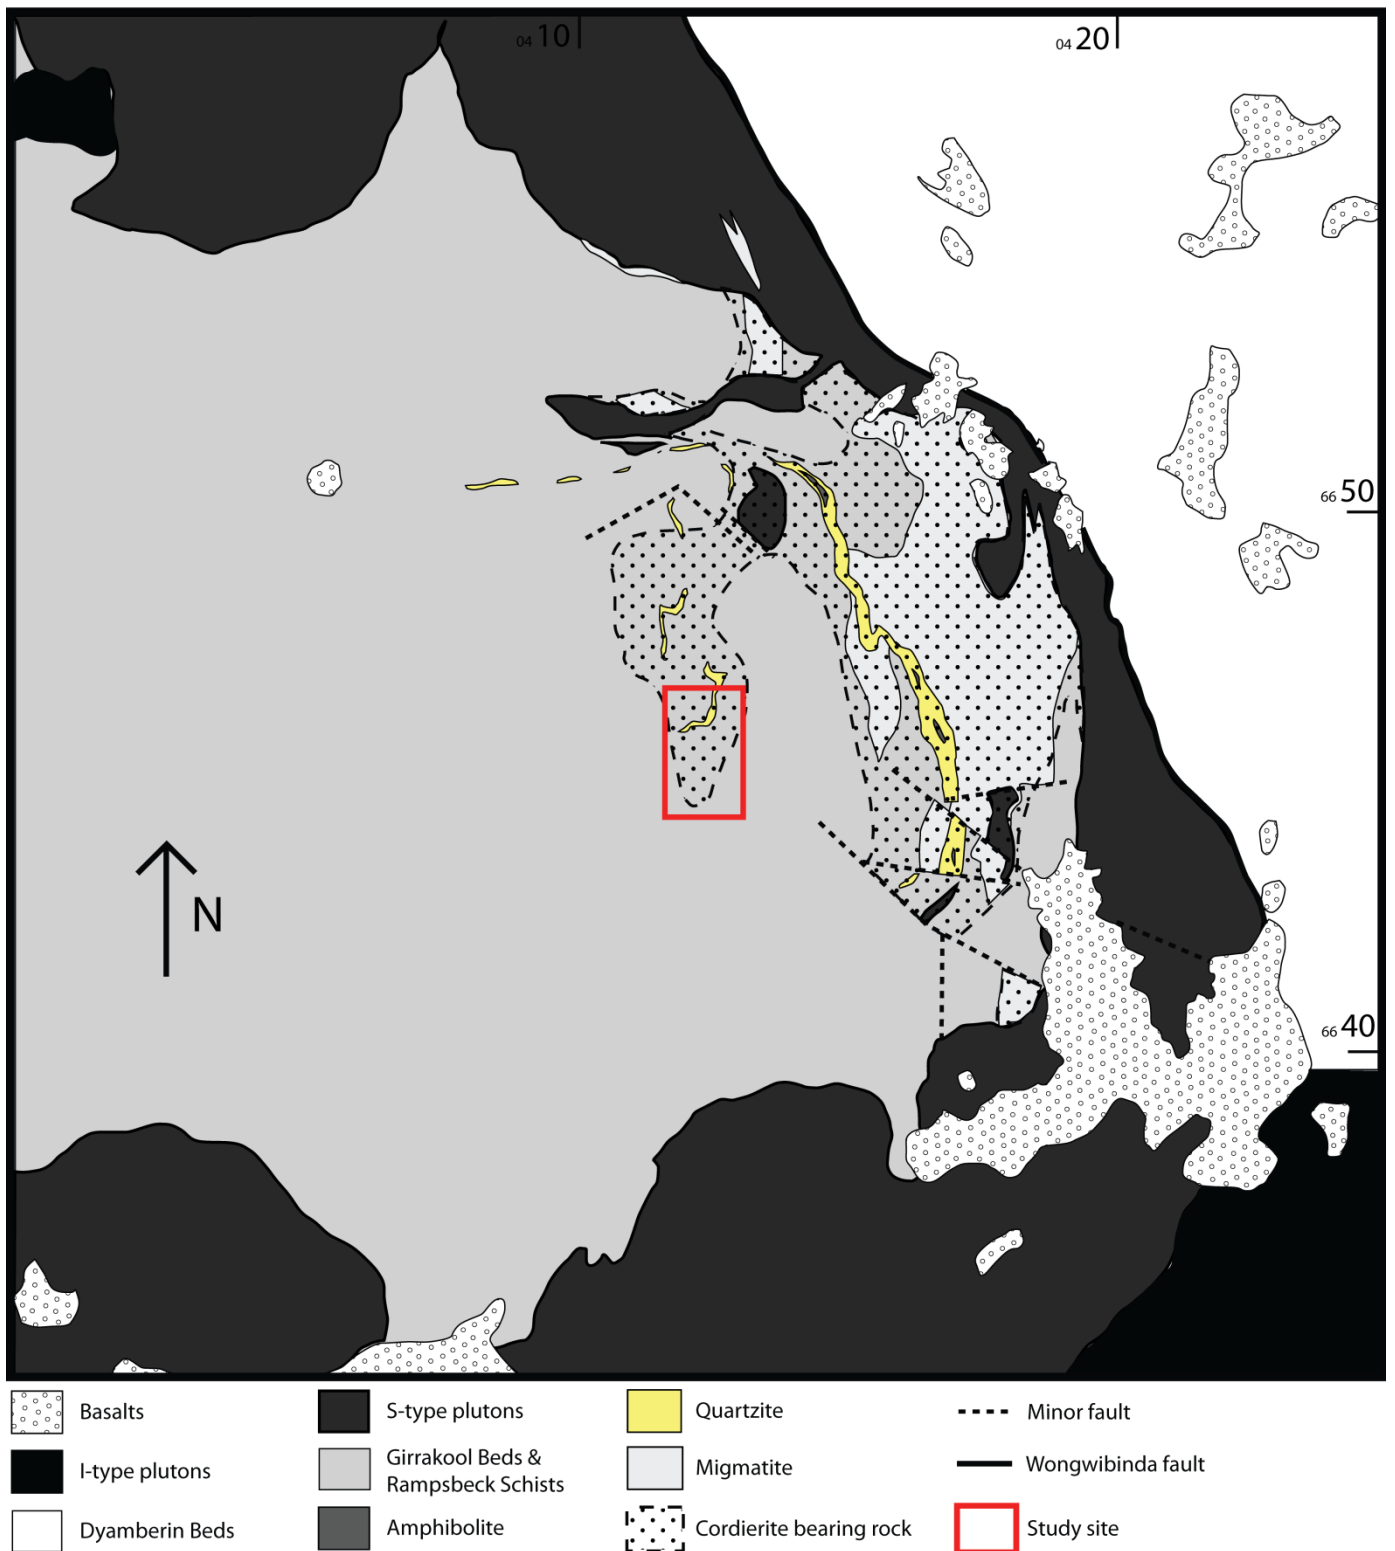 04 10
04 20
66 50
N
66 40
Basalts
S-type plutons
Quartzite
Minor fault
I-type plutons
Girrakool Beds &
Rampsbeck Schists
Migmatite
Wongwibinda fault
Dyamberin Beds
Amphibolite
Cordierite bearing rock
Study site